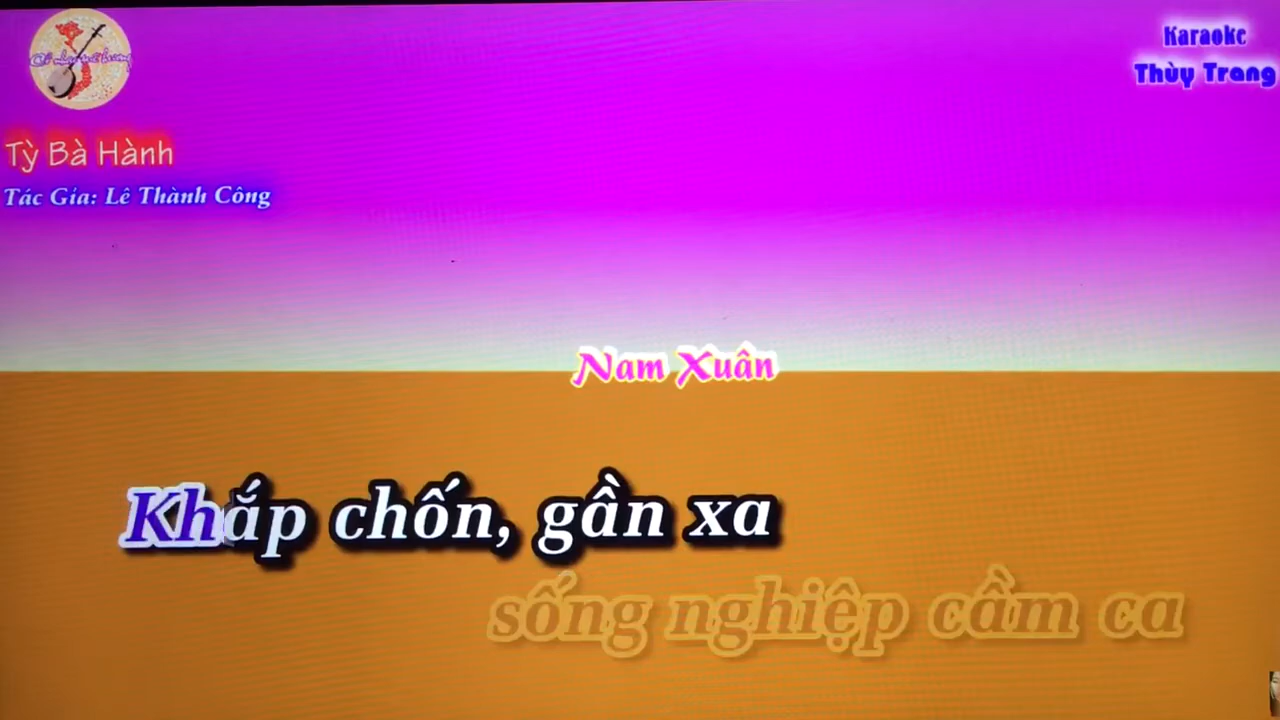 Karaoke
Thùy Trang
Tỳ Bà Hành
Tác Gía: Lê Thành Công
Nam Xuân
Khắp chốn, gần xa
sống nghiệp cầm ca